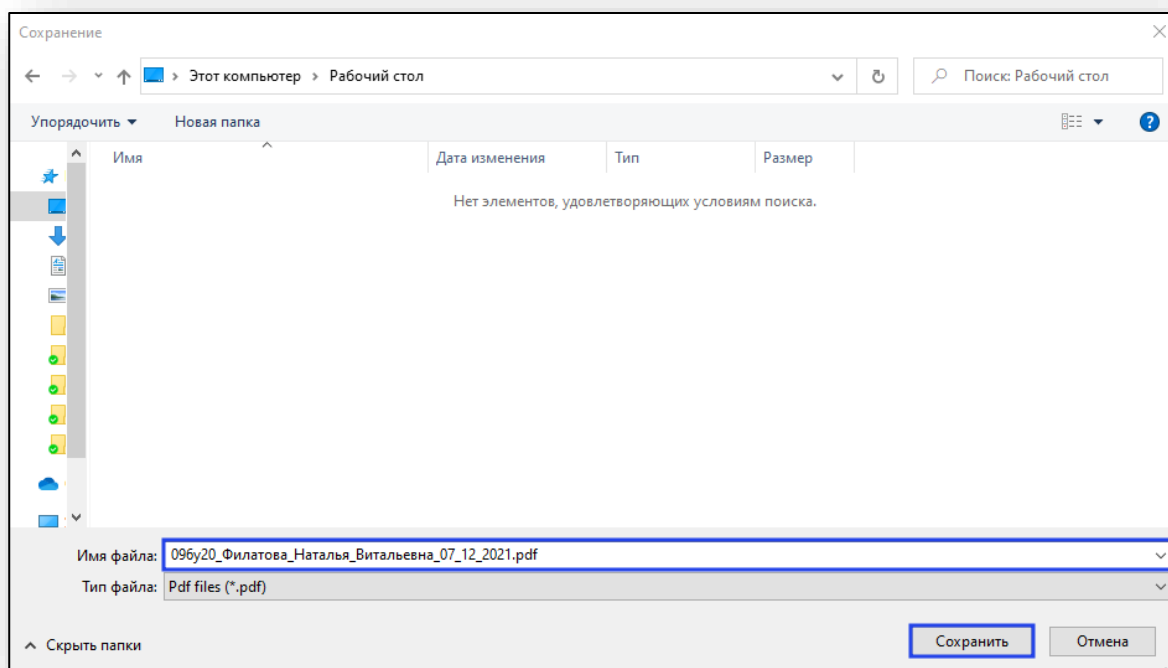 Сохранение
Этот компьютер › Рабочий стол
Поиск: Рабочий стол
Упорядочить
Новая папка
?
Имя
Дата изменения
Тип
Размер
Нет элементов, удовлетворяющих условиям поиска.
Имя файла: 096у20_Филатова_Наталья_Витальевна_07_12_2021.pdf
Тип файла: Pdf files (*.pdf)
Скрыть папки
Сохранить
Отмена